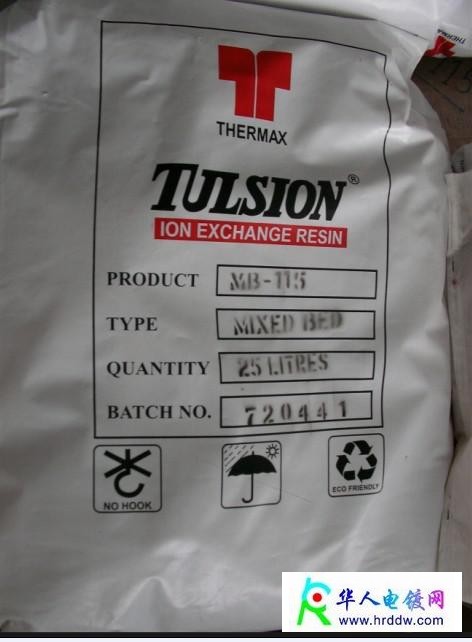 THERMAX
TULSION®
ION EXCHANGE RESIN
PRODUCT MB-115
TYPE MIXED BED
QUANTITY 25 LITRES
BATCH NO. 720441
NO HOOK
ECO FRIENDLY
THERMAX
华人电镀网
www.hrddw.com